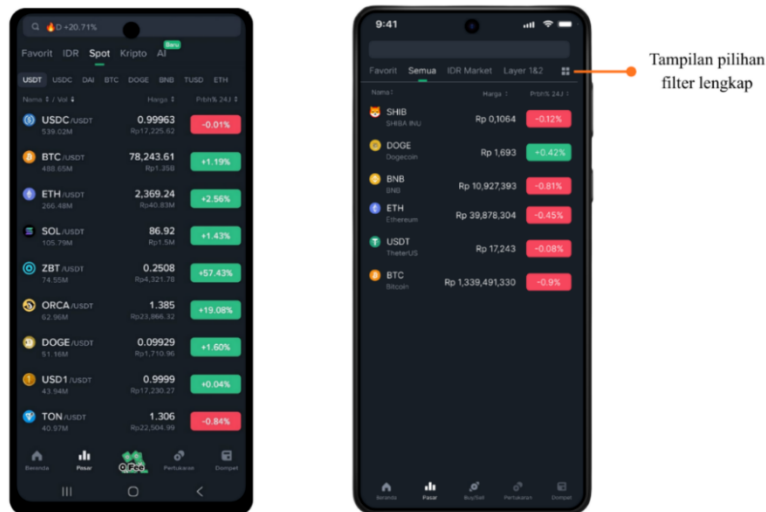 🔥D +20.71%
Favorit IDR Spot Kripto AI Baru
USDT USDC DAI BTC DOGE BNB TUSD ETH
Nama / Vol Harga Prbh% 24J
USDC /USDT 0.99963 -0.01%
539.02M Rp17,225.62
BTC /USDT 78,243.61 +1.19%
488.65M Rp1.35B
ETH /USDT 2,369.24 +2.56%
266.48M Rp40.83M
SOL /USDT 86.92 +1.43%
105.79M Rp1.5M
ZBT /USDT 0.2508 +57.43%
74.55M Rp4,321.78
ORCA /USDT 1.385 +19.08%
62.96M Rp23,866.32
DOGE /USDT 0.09929 +1.60%
51.16M Rp1,710.96
USD1 /USDT 0.9999 +0.04%
43.94M Rp17,230.27
TON /USDT 1.306 -0.84%
40.97M Rp22,504.99
Beranda Pasar 0 Fee Pertukaran Dompet
9:41
Favorit Semua IDR Market Layer 1&2
Nama Harga Prbh% 24J
SHIB Rp 0,1064 -0.12%
SHIBA INU
DOGE Rp 1,693 +0.42%
Dogecoin
BNB Rp 10,927,393 -0.81%
BNB
ETH Rp 39,878,304 -0.45%
Ethereum
USDT Rp 17,243 -0.08%
TheterUS
BTC Rp 1,339,491,330 -0.9%
Bitcoin
Beranda Pasar Buy/Sell Pertukaran Dompet
Tampilan pilihan
filter lengkap